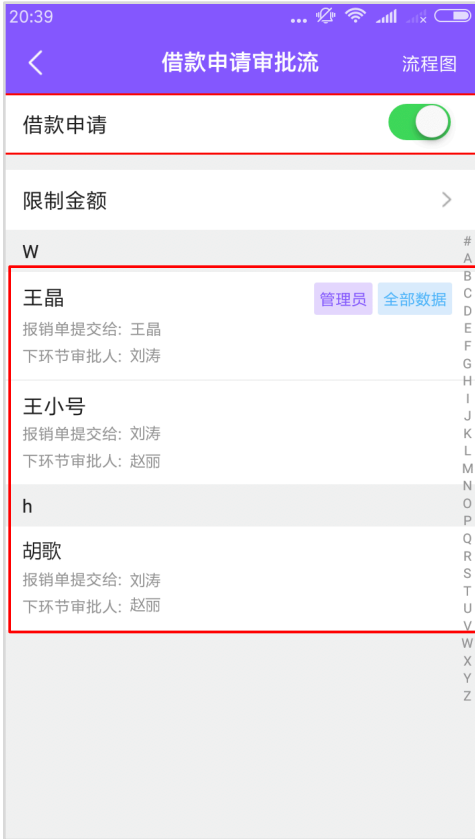 20:39
借款申请审批流
流程图
借款申请
限制金额
W
王晶
管理员 全部数据
报销单提交给: 王晶
下环节审批人: 刘涛
王小号
报销单提交给: 刘涛
下环节审批人: 赵丽
h
胡歌
报销单提交给: 刘涛
下环节审批人: 赵丽
#
A
B
C
D
E
F
G
H
I
J
K
L
M
N
O
P
Q
R
S
T
U
V
W
X
Y
Z